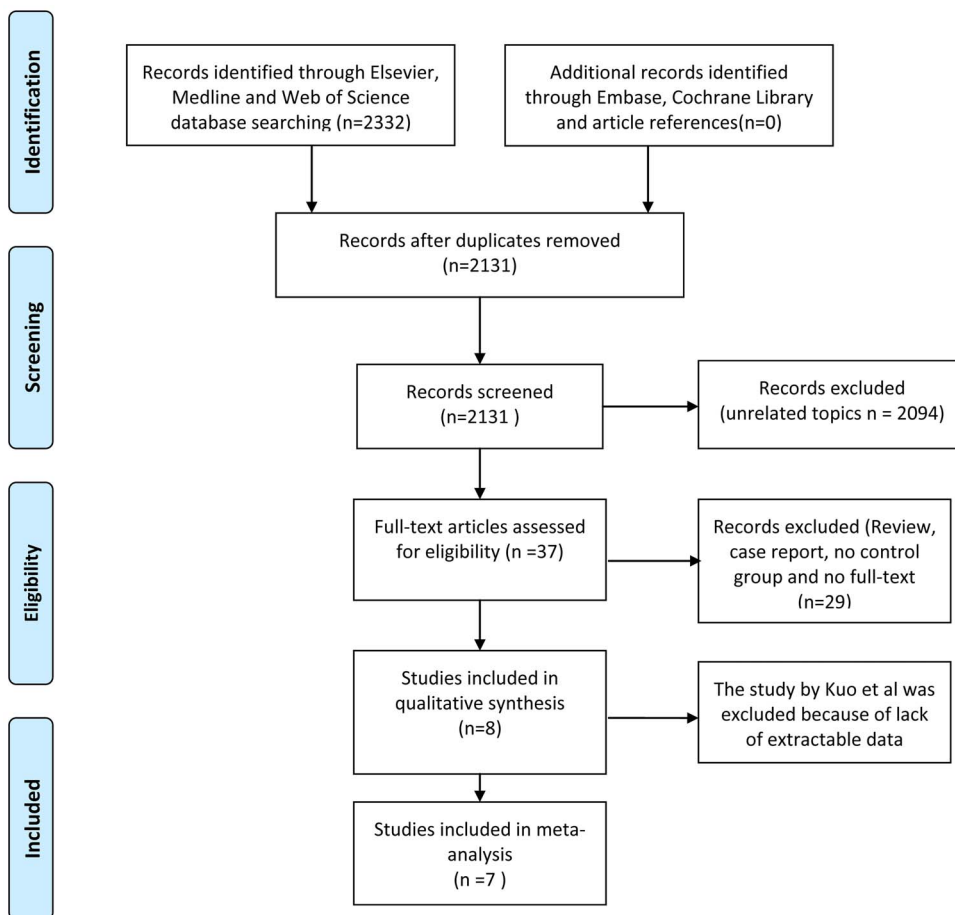 Identification
Records identified through Elsevier,
Medline and Web of Science
database searching (n=2332)
Additional records identified
through Embase, Cochrane Library
and article references(n=0)
Records after duplicates removed
(n=2131)
Screening
Records screened
(n=2131 )
Records excluded
(unrelated topics n = 2094)
Eligibility
Full-text articles assessed
for eligibility (n =37)
Records excluded (Review,
case report, no control
group and no full-text
(n=29)
Studies included in
qualitative synthesis
(n=8)
The study by Kuo et al was
excluded because of lack
of extractable data
Included
Studies included in meta-
analysis
(n =7 )